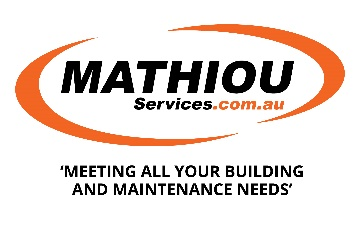 MATHIOU
Services.com.au
‘MEETING ALL YOUR BUILDING
AND MAINTENANCE NEEDS’